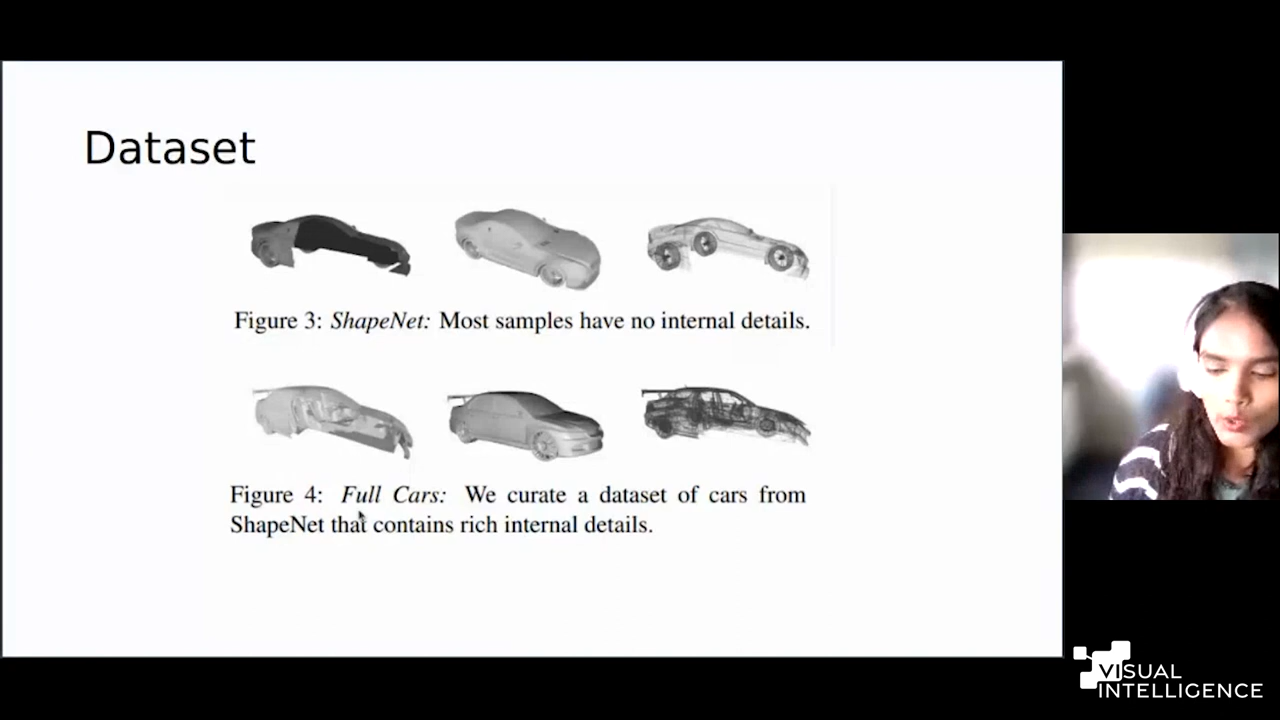 Dataset
Figure 3: ShapeNet: Most samples have no internal details.
Figure 4: Full Cars: We curate a dataset of cars from
ShapeNet that contains rich internal details.
VISUAL
INTELLIGENCE